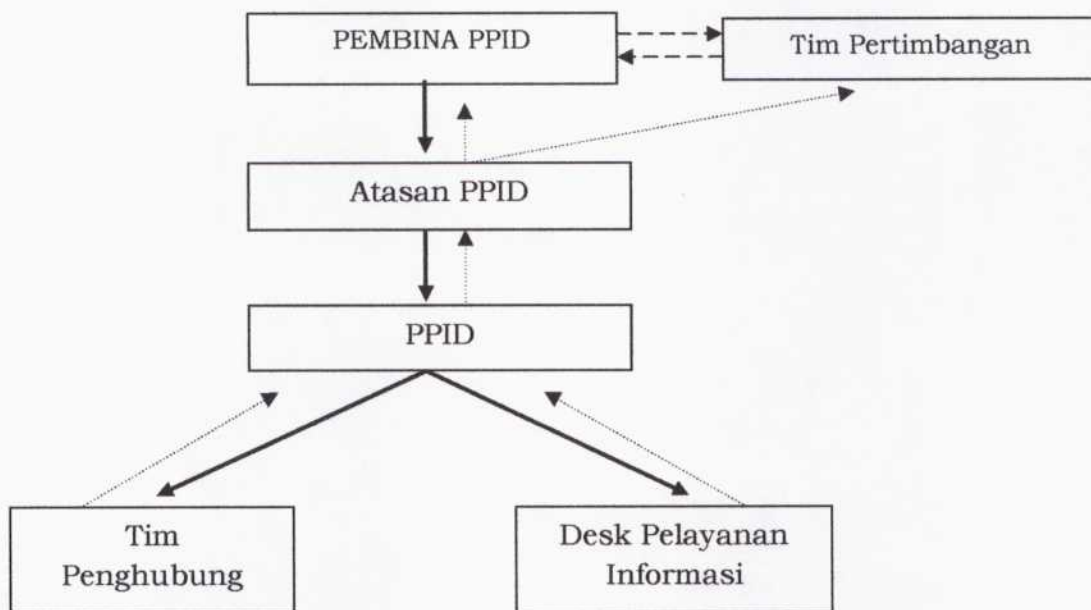 PEMBINA PPID
Tim Pertimbangan
Atasan PPID
PPID
Tim
Penghubung
Desk Pelayanan
Informasi